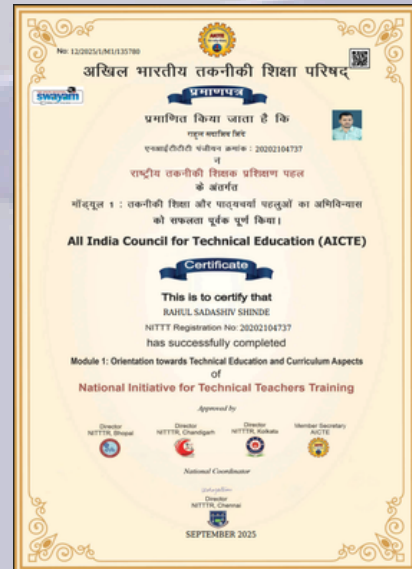 AICTE
No: 12/2025/1/M1/135780
अखिल भारतीय तकनीकी शिक्षा परिषद्
swayam
प्रमाणपत्र
प्रमाणित किया जाता है कि
राहुल सदाशिव शिंदे
एनआईटीटीटी पंजीयन क्रमांक : 20202104737
ने
राष्ट्रीय तकनीकी शिक्षक प्रशिक्षण पहल
के अंतर्गत
मॉड्यूल 1 : तकनीकी शिक्षा और पाठ्यचर्या पहलुओं का अभिविन्यास
को सफलता पूर्वक पूर्ण किया।
All India Council for Technical Education (AICTE)
Certificate
This is to certify that
RAHUL SADASHIV SHINDE
NITTT Registration No: 20202104737
has successfully completed
Module 1: Orientation towards Technical Education and Curriculum Aspects
of
National Initiative for Technical Teachers Training
Approved by
Director
NITTTR, Bhopal
Director
NITTTR, Chandigarh
Director
NITTTR, Kolkata
Member Secretary
AICTE
National Coordinator
Director
NITTTR, Chennai
SEPTEMBER 2025